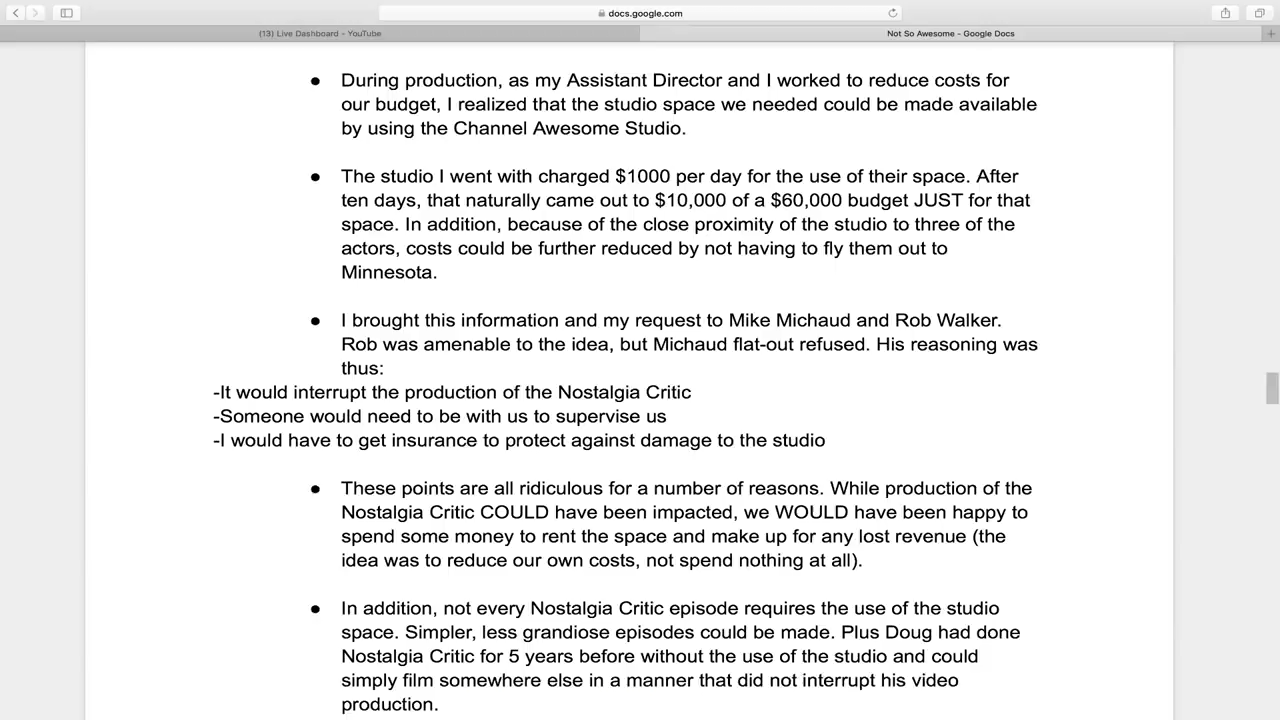 docs.google.com
(13) Live Dashboard - YouTube
Not So Awesome - Google Docs
● During production, as my Assistant Director and I worked to reduce costs for
our budget, I realized that the studio space we needed could be made available
by using the Channel Awesome Studio.
● The studio I went with charged $1000 per day for the use of their space. After
ten days, that naturally came out to $10,000 of a $60,000 budget JUST for that
space. In addition, because of the close proximity of the studio to three of the
actors, costs could be further reduced by not having to fly them out to
Minnesota.
● I brought this information and my request to Mike Michaud and Rob Walker.
Rob was amenable to the idea, but Michaud flat-out refused. His reasoning was
thus:
-It would interrupt the production of the Nostalgia Critic
-Someone would need to be with us to supervise us
-I would have to get insurance to protect against damage to the studio
● These points are all ridiculous for a number of reasons. While production of the
Nostalgia Critic COULD have been impacted, we WOULD have been happy to
spend some money to rent the space and make up for any lost revenue (the
idea was to reduce our own costs, not spend nothing at all).
● In addition, not every Nostalgia Critic episode requires the use of the studio
space. Simpler, less grandiose episodes could be made. Plus Doug had done
Nostalgia Critic for 5 years before without the use of the studio and could
simply film somewhere else in a manner that did not interrupt his video
production.